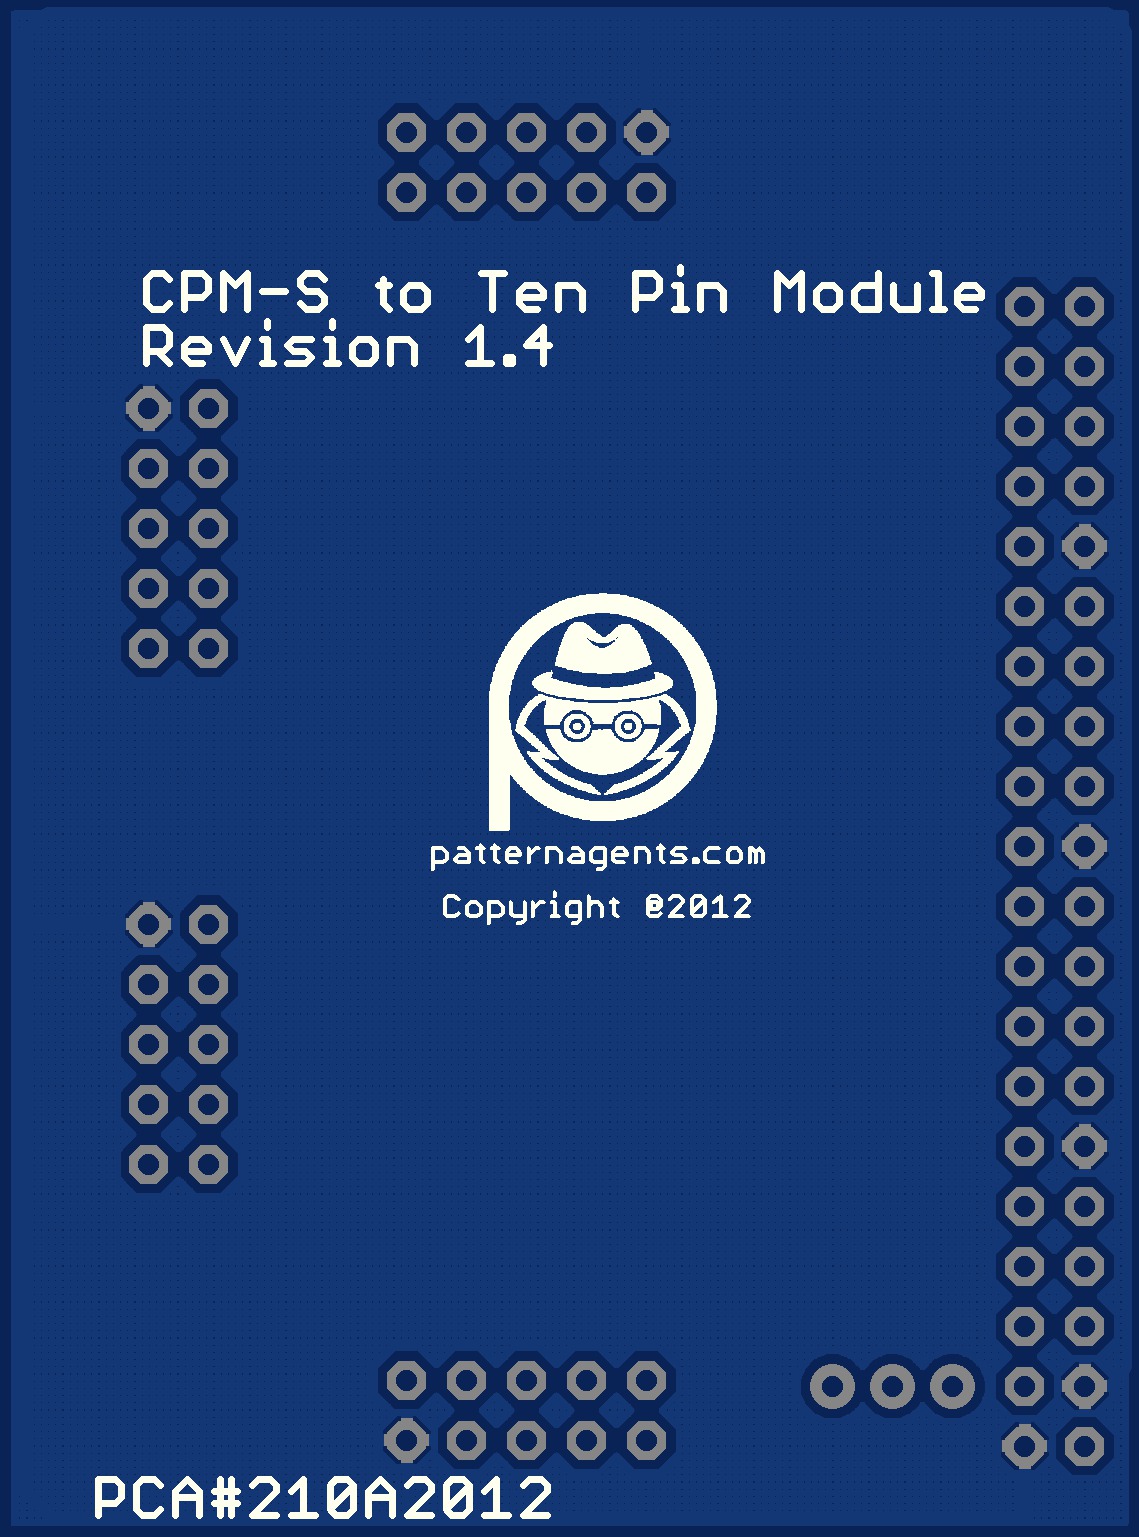 CPM-S to Ten Pin Module
Revision 1.4
patternagents.com
Copyright @2012
PCA#210A2012